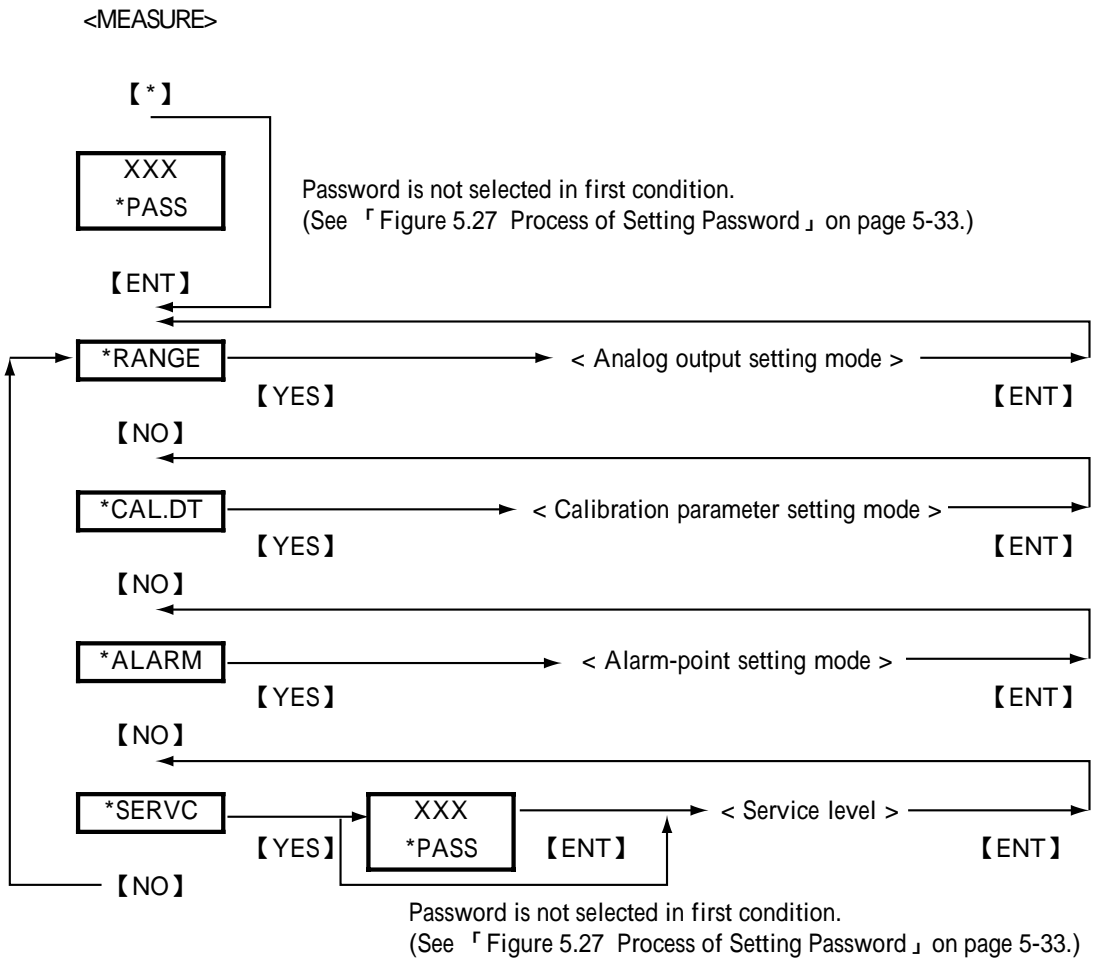 <MEASURE>
【*】
XXX
*PASS
Password is not selected in first condition.
(See 「Figure 5.27 Process of Setting Password」 on page 5-33.)
【ENT】
*RANGE
< Analog output setting mode >
【YES】
【ENT】
【NO】
*CAL.DT
< Calibration parameter setting mode >
【YES】
【ENT】
【NO】
*ALARM
< Alarm-point setting mode >
【YES】
【ENT】
【NO】
*SERVC
XXX
*PASS
< Service level >
【YES】
【ENT】
【ENT】
【NO】
Password is not selected in first condition.
(See 「Figure 5.27 Process of Setting Password」 on page 5-33.)